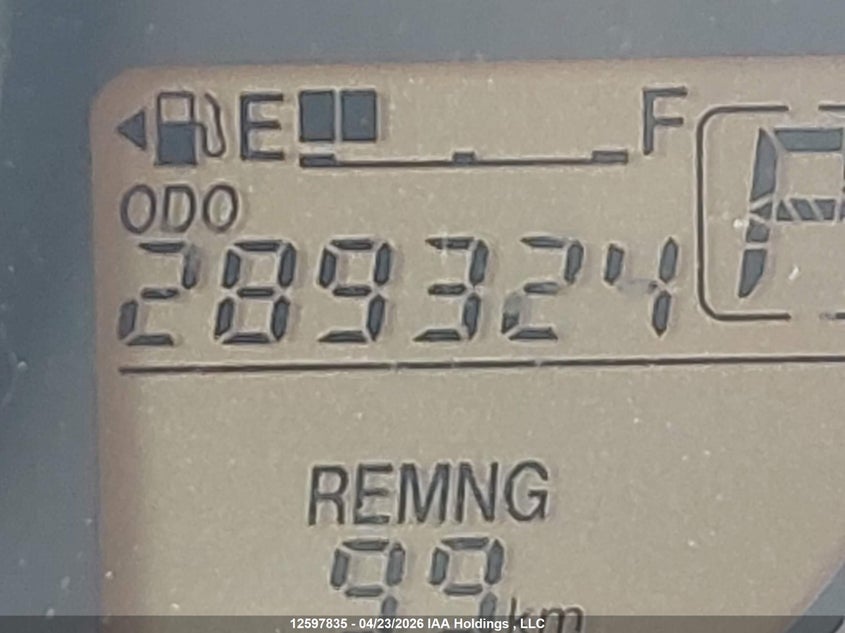 E F
ODO
P
289324
REMNG
99 km
12597835 - 04/23/2026 IAA Holdings , LLC